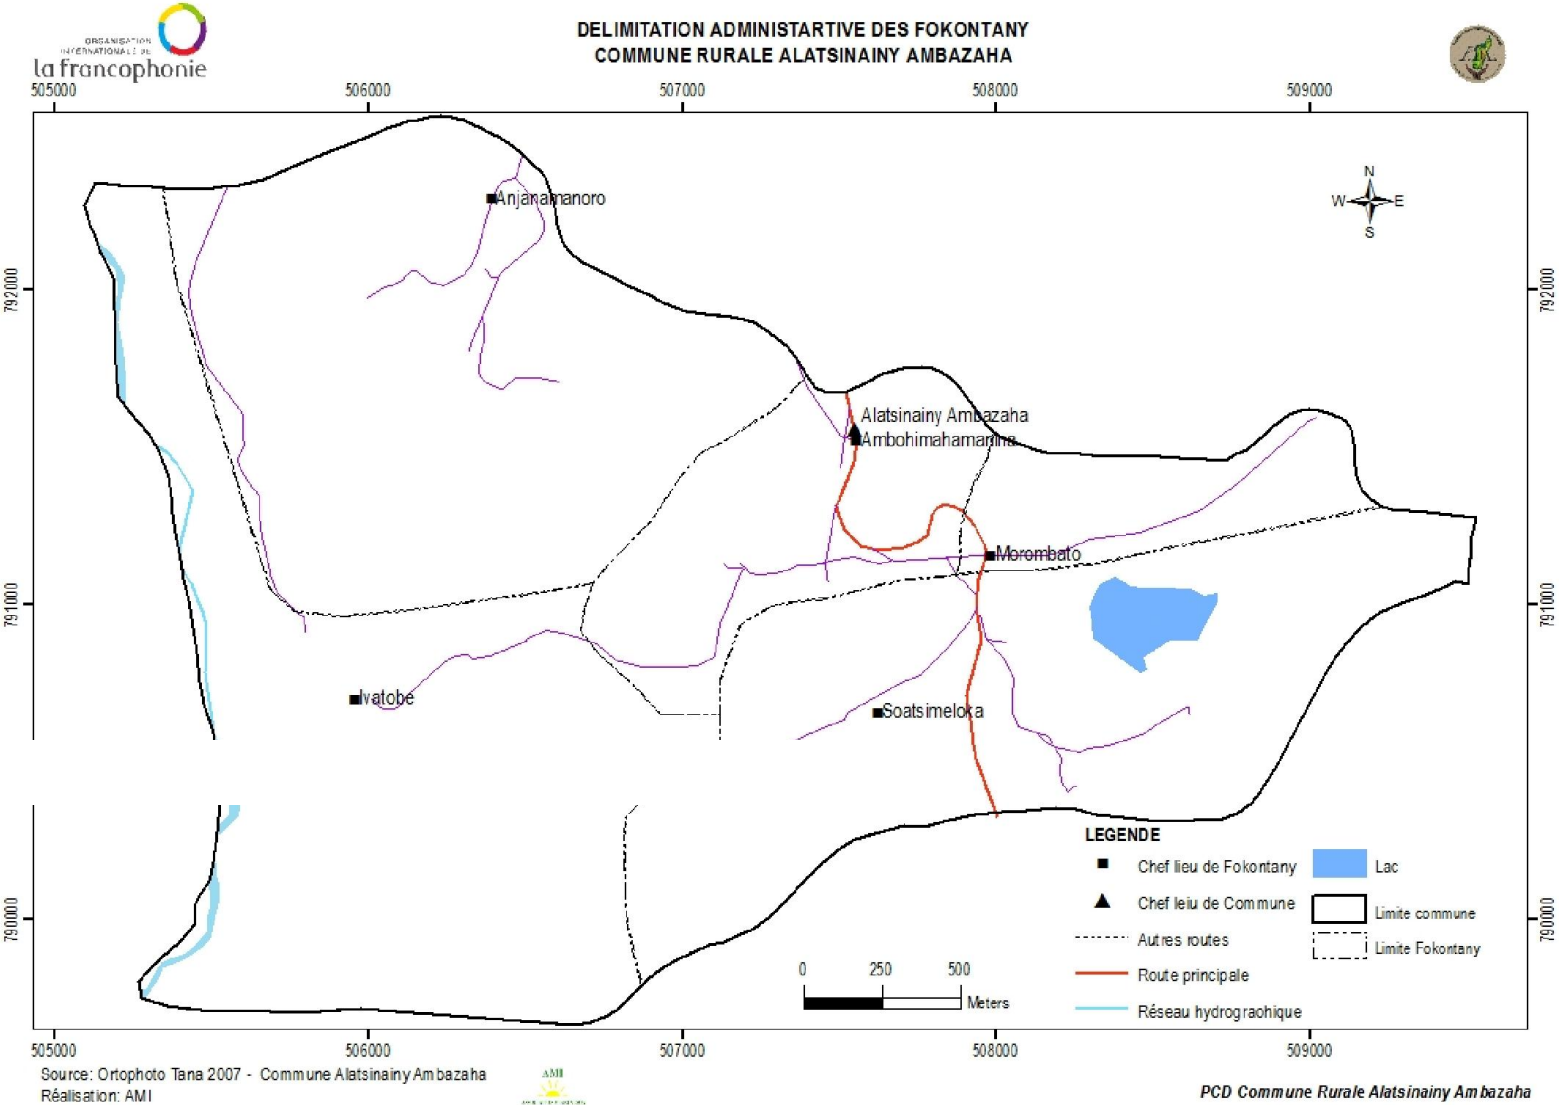 ORGANISATION
INTERNATIONALE DE
la francophonie
DELIMITATION ADMINISTARTIVE DES FOKONTANY
COMMUNE RURALE ALATSINAINY AMBAZAHA
505000 506000 507000 508000 509000
N
W E
S
Anjanamanoro
792000 792000
Alatsinainy Ambazaha
Ambohimahamanina
Morombato
791000 791000
Ivatobe
Soatsimeloka
LEGENDE
Chef lieu de Fokontany
Lac
Chef leiu de Commune
Limite commune
Autres routes
Limite Fokontany
Route principale
Réseau hydrograohique
790000 790000
0 250 500
Meters
505000 506000 507000 508000 509000
Source: Ortophoto Tana 2007 - Commune Alatsinainy Ambazaha
Réalisation: AMI
AMI
PCD Commune Rurale Alatsinainy Ambazaha